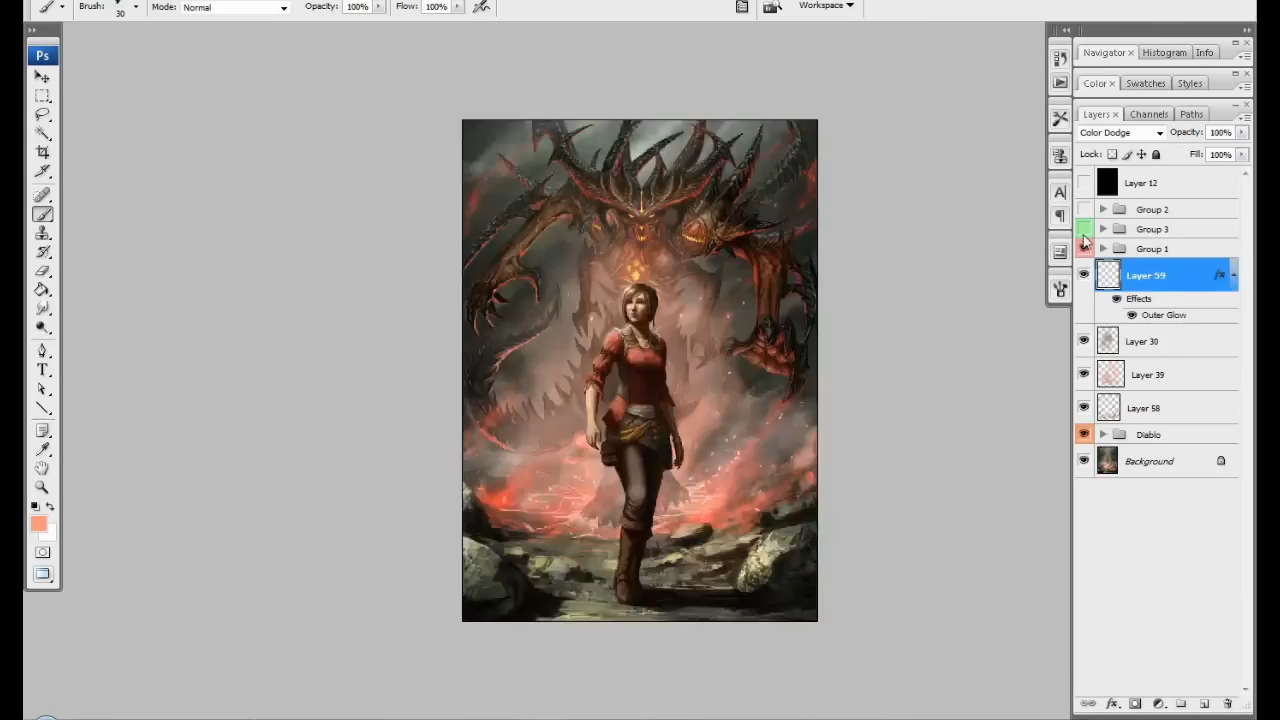 Brush: 30 Mode: Normal Opacity: 100% Flow: 100% Workspace
Ps
Navigator Histogram Info
Color Swatches Styles
Layers Channels Paths
Color Dodge Opacity: 100%
Lock: Fill: 100%
Layer 12
Group 2
Group 3
Group 1
Layer 59 fx
Effects
Outer Glow
Layer 30
Layer 39
Layer 58
Diablo
Background